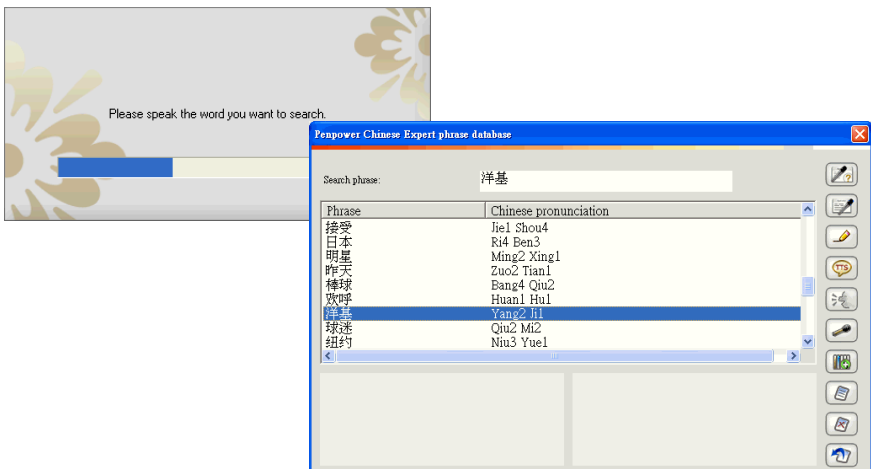 Please speak the word you want to search.
Penpower Chinese Expert phrase database
Search phrase: 洋基
Phrase Chinese pronunciation
接受 Jie1 Shou4
日本 Ri4 Ben3
明星 Ming2 Xing1
昨天 Zuo2 Tian1
棒球 Bang4 Qiu2
欢呼 Huan1 Hu1
洋基 Yang2 Ji1
球迷 Qiu2 Mi2
纽约 Niu3 Yue1
TTS